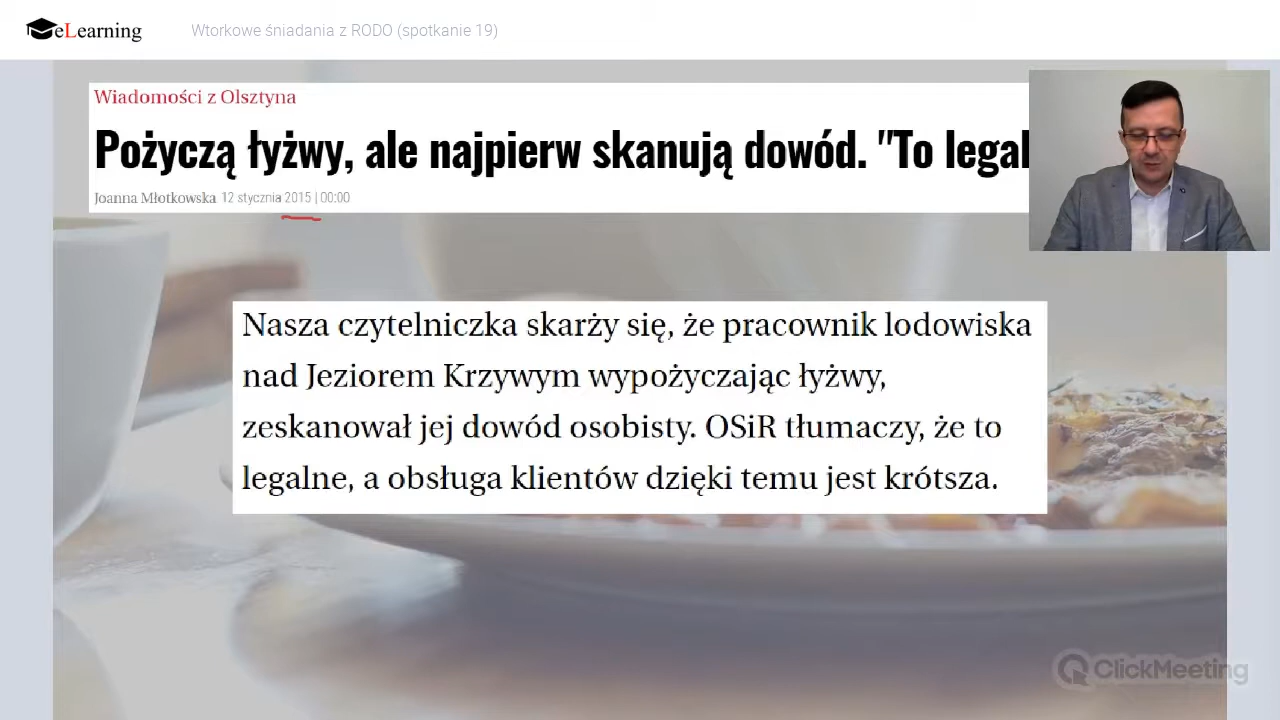 eLearning
Wtorkowe śniadania z RODO (spotkanie 19)
Wiadomości z Olsztyna
Pożyczą łyżwy, ale najpierw skanują dowód. "To legal
Joanna Młotkowska 12 stycznia 2015 | 00:00
Nasza czytelniczka skarży się, że pracownik lodowiska
nad Jeziorem Krzywym wypożyczając łyżwy,
zeskanował jej dowód osobisty. OSiR tłumaczy, że to
legalne, a obsługa klientów dzięki temu jest krótsza.
ClickMeeting